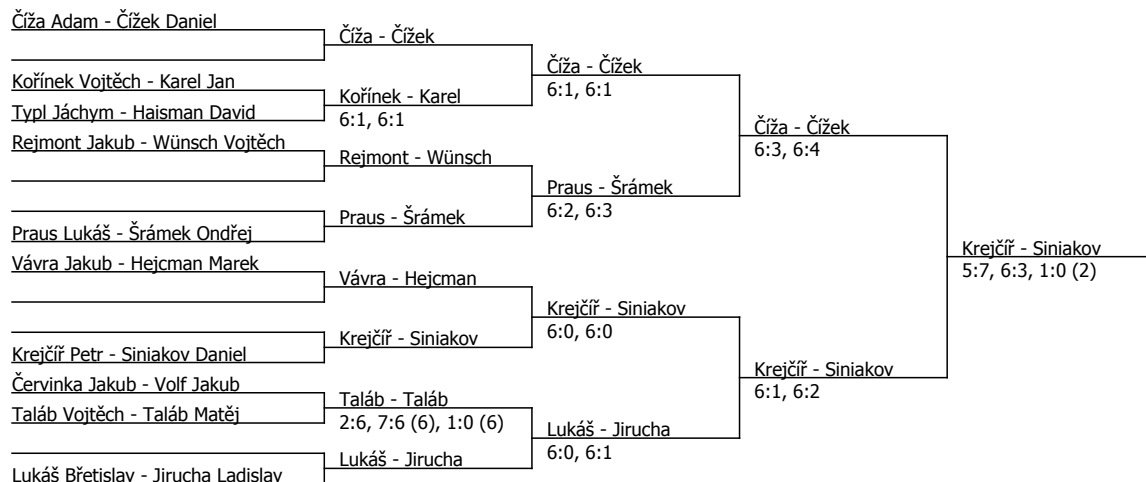 Číža Adam - Čížek Daniel
Kořínek Vojtěch - Karel Jan
Typl Jáchym - Haisman David
Rejmont Jakub - Wünsch Vojtěch
Praus Lukáš - Šrámek Ondřej
Vávra Jakub - Hejcman Marek
Krejčíř Petr - Siniakov Daniel
Červinka Jakub - Volf Jakub
Taláb Vojtěch - Taláb Matěj
Lukáš Břetislav - Jirucha Ladislav
Číža - Čížek
Kořínek - Karel
6:1, 6:1
Rejmont - Wünsch
Praus - Šrámek
Vávra - Hejcman
Krejčíř - Siniakov
Taláb - Taláb
2:6, 7:6 (6), 1:0 (6)
Lukáš - Jirucha
Číža - Čížek
6:1, 6:1
Praus - Šrámek
6:2, 6:3
Krejčíř - Siniakov
6:0, 6:0
Lukáš - Jirucha
6:0, 6:1
Číža - Čížek
6:3, 6:4
Krejčíř - Siniakov
6:1, 6:2
Krejčíř - Siniakov
5:7, 6:3, 1:0 (2)